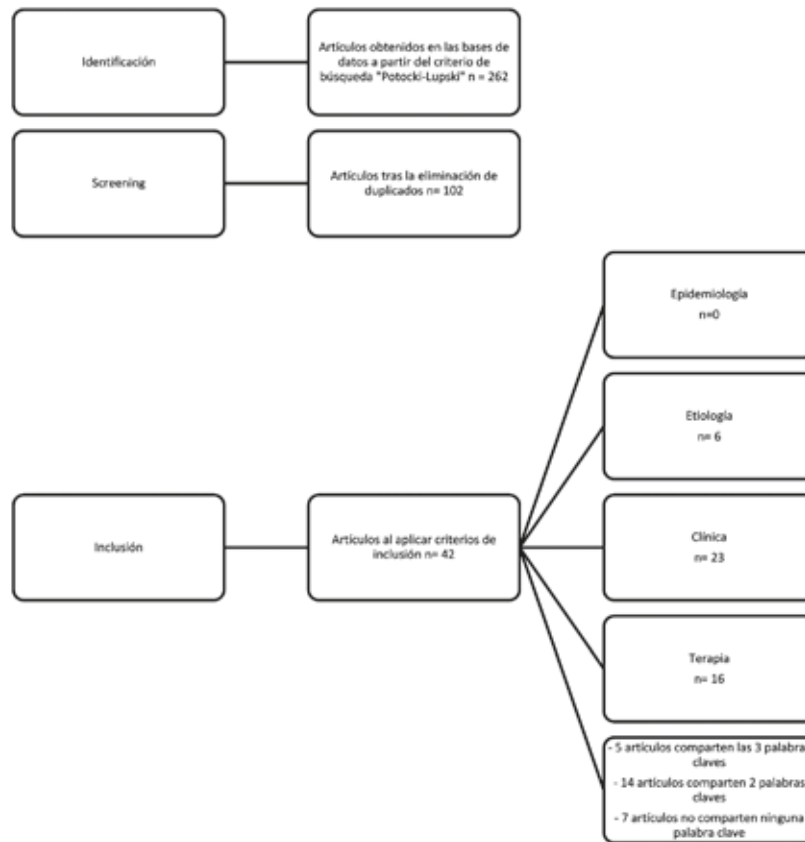 Identificación
Artículos obtenidos en las bases de
datos a partir del criterio de
búsqueda "Potocki-Lupski" n = 262
Screening
Artículos tras la eliminación de
duplicados n= 102
Inclusión
Artículos al aplicar criterios de
inclusión n= 42
Epidemiología
n=0
Etiología
n= 6
Clínica
n= 23
Terapia
n= 16
- 5 artículos comparten las 3 palabra
claves
- 14 artículos comparten 2 palabras
claves
- 7 artículos no comparten ninguna
palabra clave